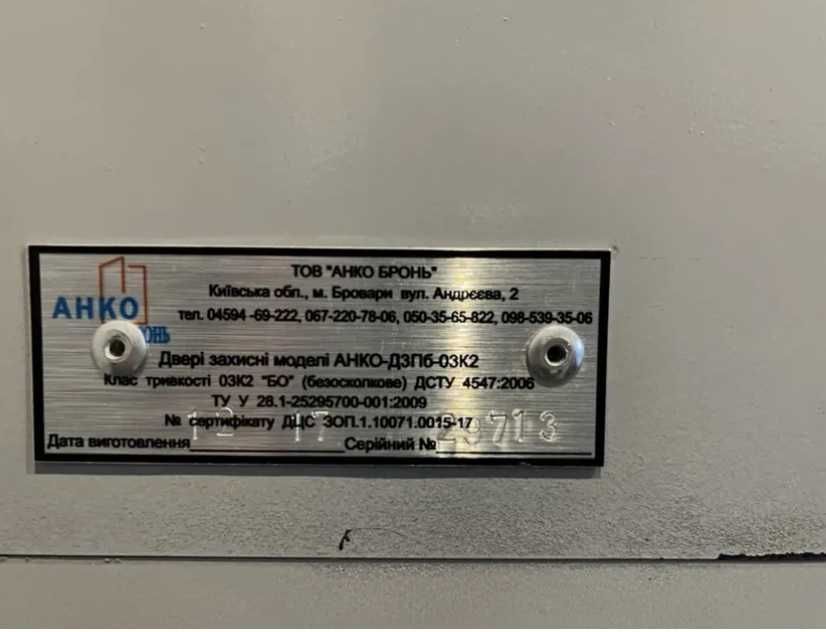 АНКО
ТОВ "АНКО БРОНЬ"
Київська обл., м. Бровари вул. Андрєєва, 2
тел. 04594 -69-222, 067-220-78-06, 050-35-65-822, 098-539-35-06
Двері захисні моделі АНКО-ДЗПб-03К2
Клас тривкості 03К2 "БО" (безосколкове) ДСТУ 4547:2006
ТУ У 28.1-25295700-001:2009
№ сертифікату ДЦС ЗОП.1.10071.0015-17
Дата виготовлення 12 17 Серійний № 29713